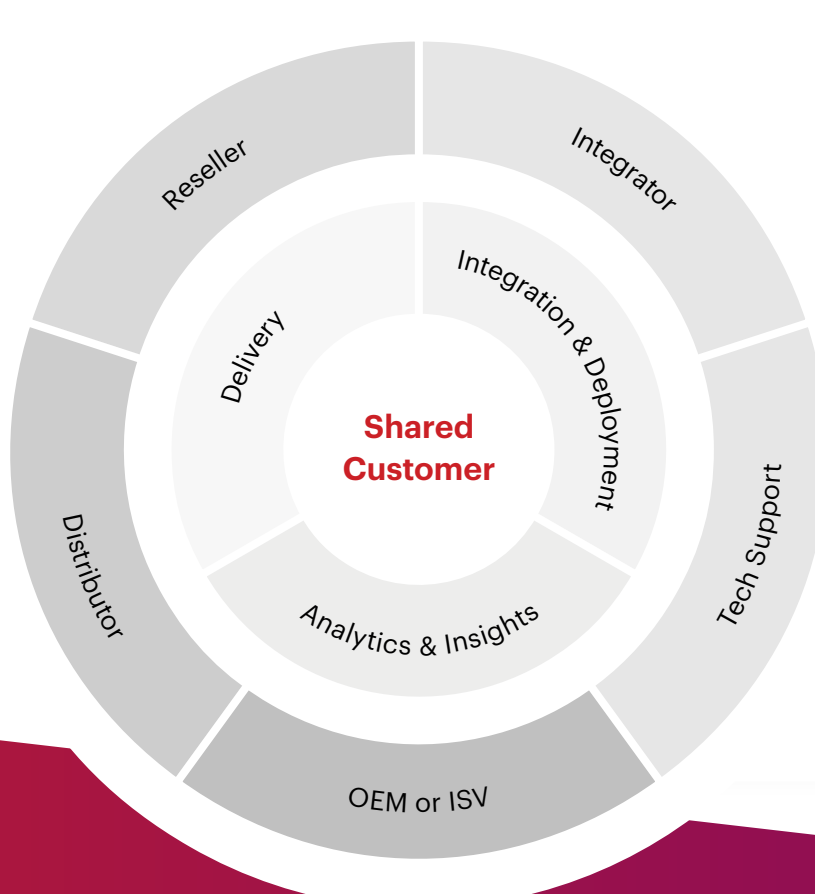 Reseller
Integrator
Delivery
Integration & Deployment
Shared
Customer
Distributor
Tech Support
Analytics & Insights
OEM or ISV